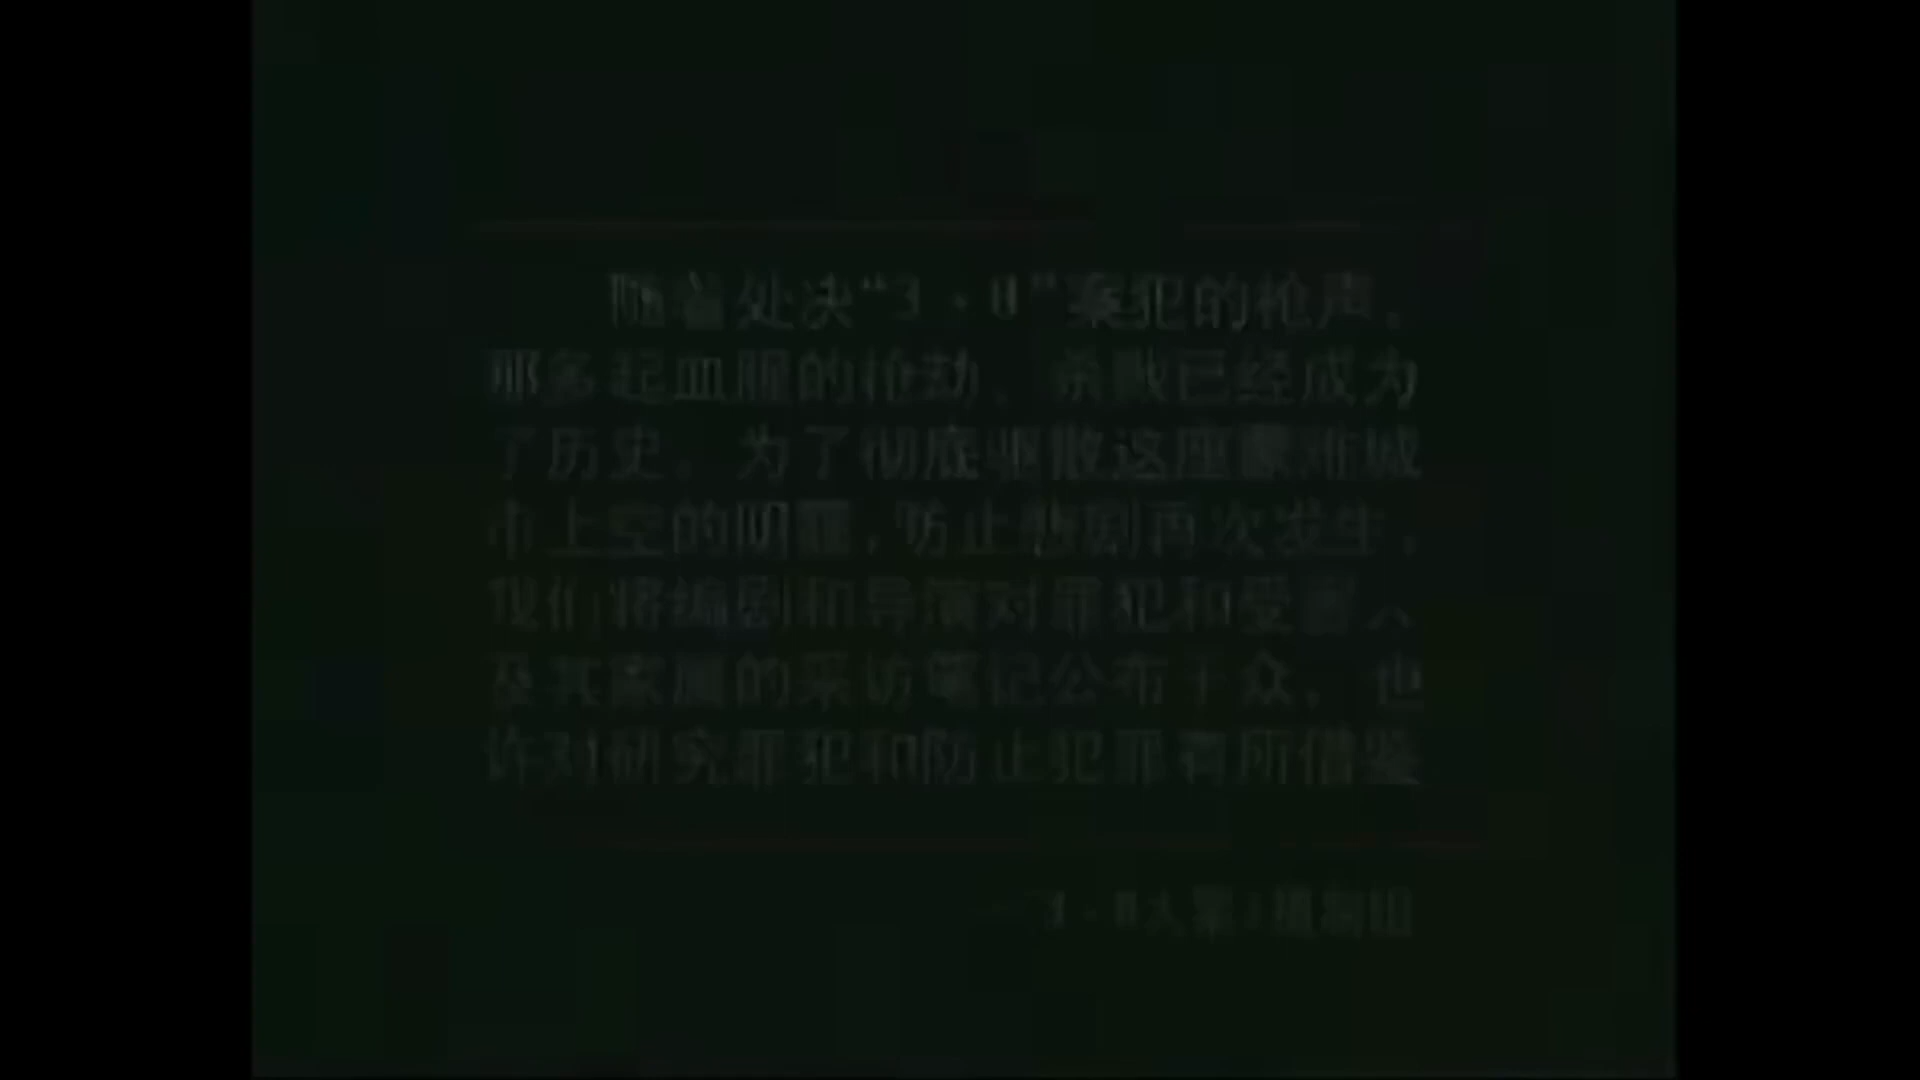 随着处决“3·8”案犯的枪声，
那多起血腥的抢劫、杀戮已经成为
了历史。为了彻底驱散这座蒙难城
市上空的阴霾，防止悲剧再次发生，
我们将编剧和导演对罪犯和受害人
及其家属的采访笔记公布于众，也
许对研究罪犯和防止犯罪有所借鉴
3·8大案 摄制组